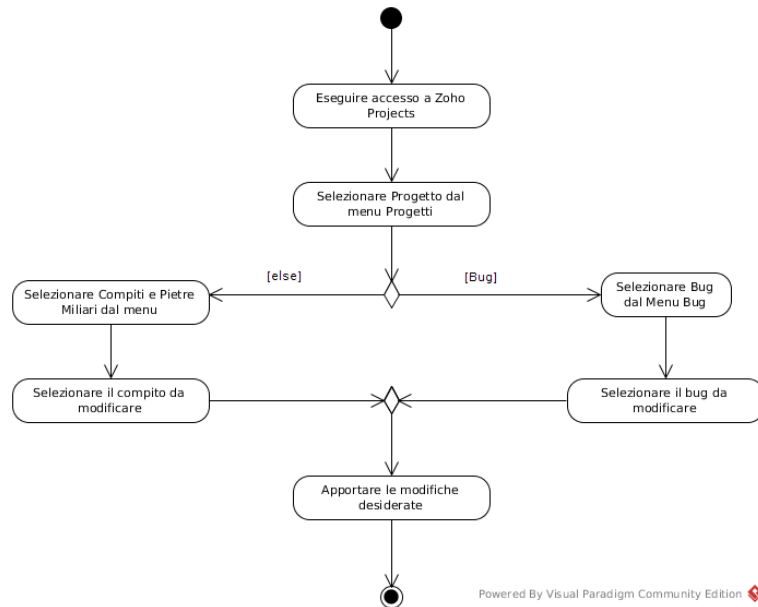 Eseguire accesso a Zoho
Projects
Selezionare Progetto dal
menu Progetti
[else]
[Bug]
Selezionare Compiti e Pietre
Miliari dal menu
Selezionare Bug
dal Menu Bug
Selezionare il compito da
modificare
Selezionare il bug da
modificare
Apportare le modifiche
desiderate
Powered By Visual Paradigm Community Edition